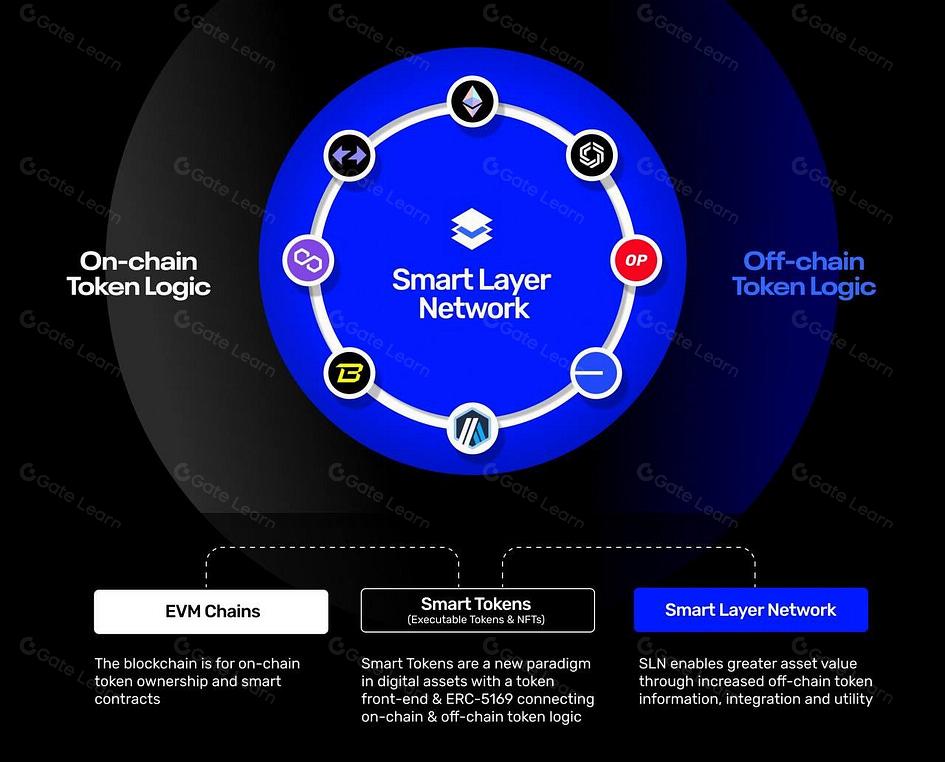 On-chain
Token Logic
Smart Layer
Network
OP
Off-chain
Token Logic
EVM Chains
The blockchain is for on-chain
token ownership and smart
contracts
Smart Tokens
(Executable Tokens & NFTs)
Smart Tokens are a new paradigm
in digital assets with a token
front-end & ERC-5169 connecting
on-chain & off-chain token logic
Smart Layer Network
SLN enables greater asset value
through increased off-chain token
information, integration and utility
Gate Learn